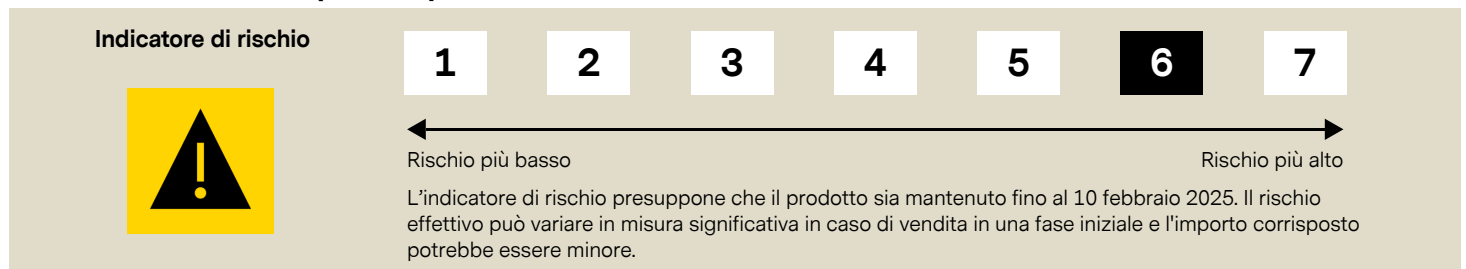 Indicatore di rischio
1 2 3 4 5 6 7
Rischio più basso
Rischio più alto
L'indicatore di rischio presuppone che il prodotto sia mantenuto fino al 10 febbraio 2025. Il rischio
effettivo può variare in misura significativa in caso di vendita in una fase iniziale e l'importo corrisposto
potrebbe essere minore.